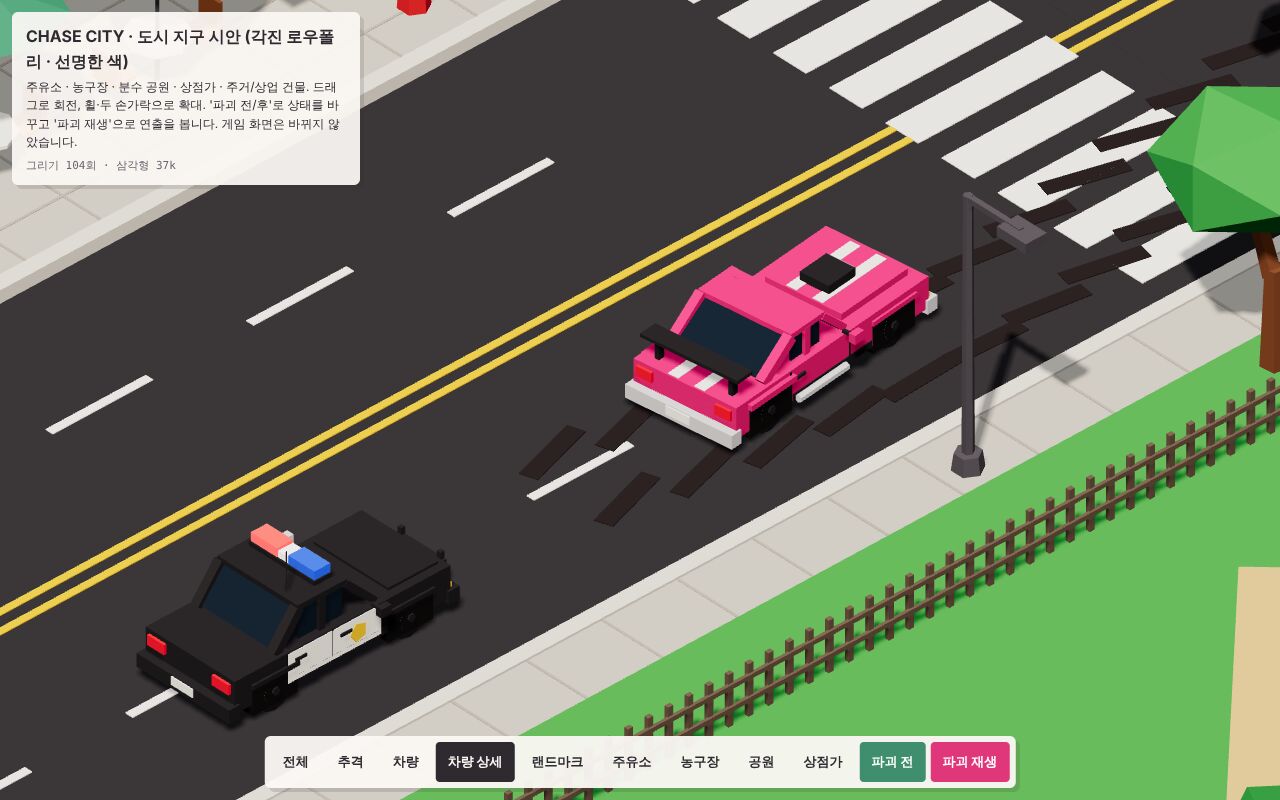 CHASE CITY · 도시 지구 시안 (각진 로우폴
리 · 선명한 색)
주유소 · 농구장 · 분수 공원 · 상점가 · 주거/상업 건물. 드래
그로 회전, 휠·두 손가락으로 확대. '파괴 전/후'로 상태를 바
꾸고 '파괴 재생'으로 연출을 봅니다. 게임 화면은 바뀌지 않
았습니다.
그리기 104회 · 삼각형 37k
전체 추격 차량 차량 상세 랜드마크 주유소 농구장 공원 상점가 파괴 전 파괴 재생